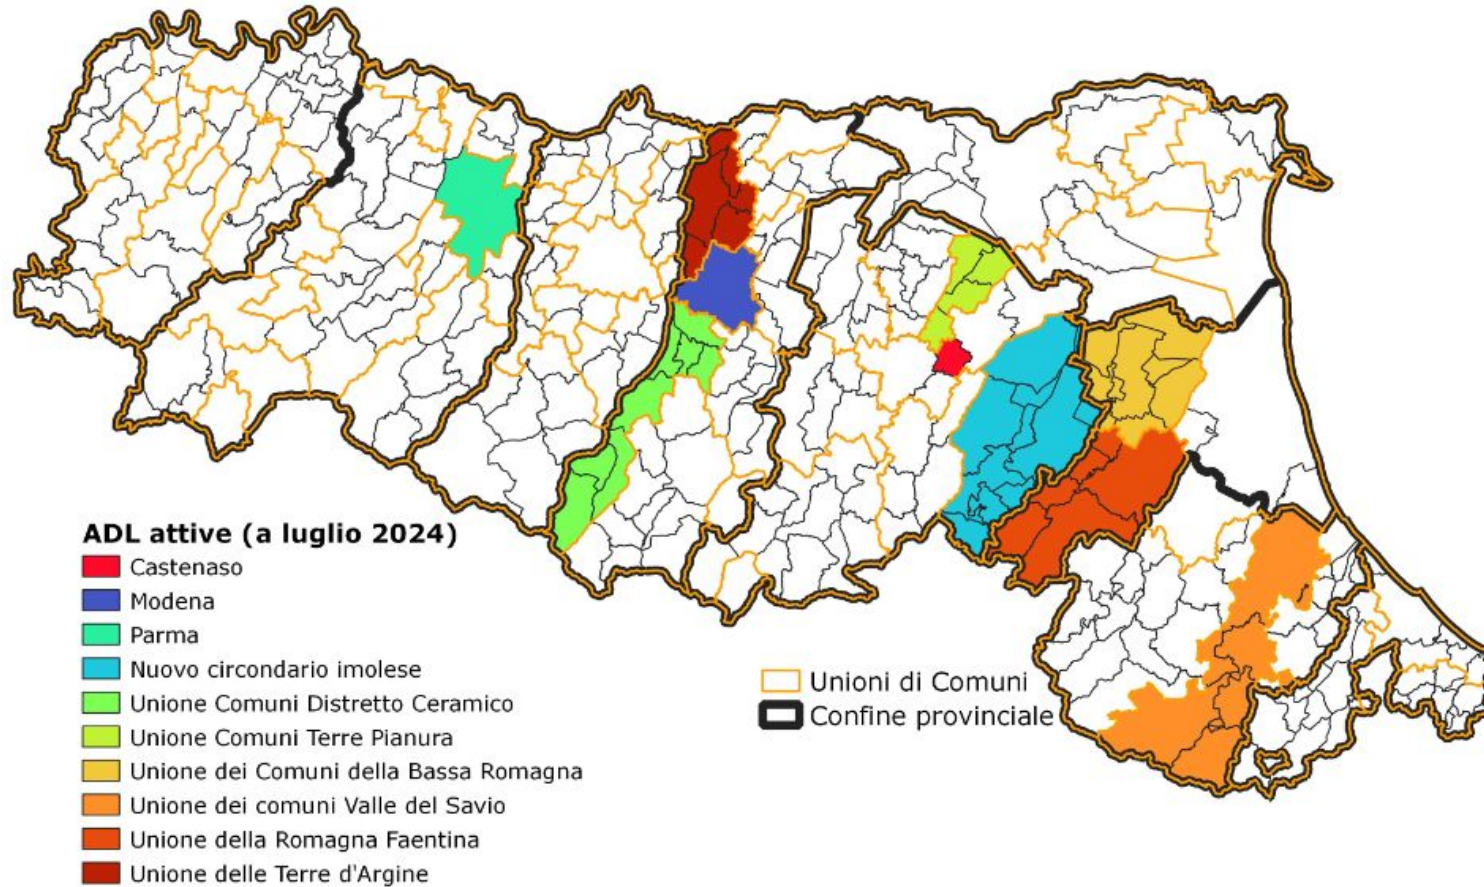 ADL attive (a luglio 2024)
Castenaso
Modena
Parma
Nuovo circondario imolese
Unione Comuni Distretto Ceramico
Unione Comuni Terre Pianura
Unione dei Comuni della Bassa Romagna
Unione dei comuni Valle del Savio
Unione della Romagna Faentina
Unione delle Terre d'Argine
Unioni di Comuni
Confine provinciale